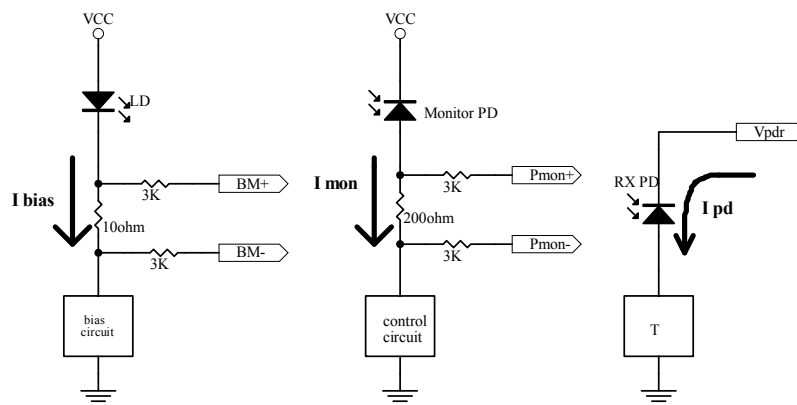 VCC
LD
I bias
3K
BM+
10ohm
3K
BM-
bias
circuit
VCC
Monitor PD
I mon
3K
Pmon+
200ohm
3K
Pmon-
control
circuit
Vpdr
RX PD
I pd
T